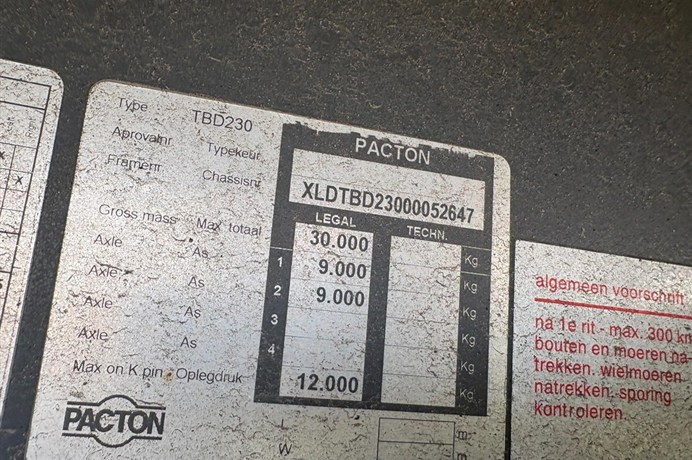 x
x
Type TBD230
Aprovalnr Typekeur
Framenr Chassisnr
PACTON
XLDTBD23000052647
LEGAL TECHN.
Gross mass Max totaal 30.000 Kg
Axle As 1 9.000 Kg
Axle As 2 9.000 Kg
Axle As 3 Kg
Axle As 4 Kg
Max on K pin Oplegdruk 12.000
PACTON
L
W
algemeen voorschrift
na 1e rit - max. 300 km
bouten en moeren na-
trekken. wielmoeren
natrekken. sporing
kontroleren.